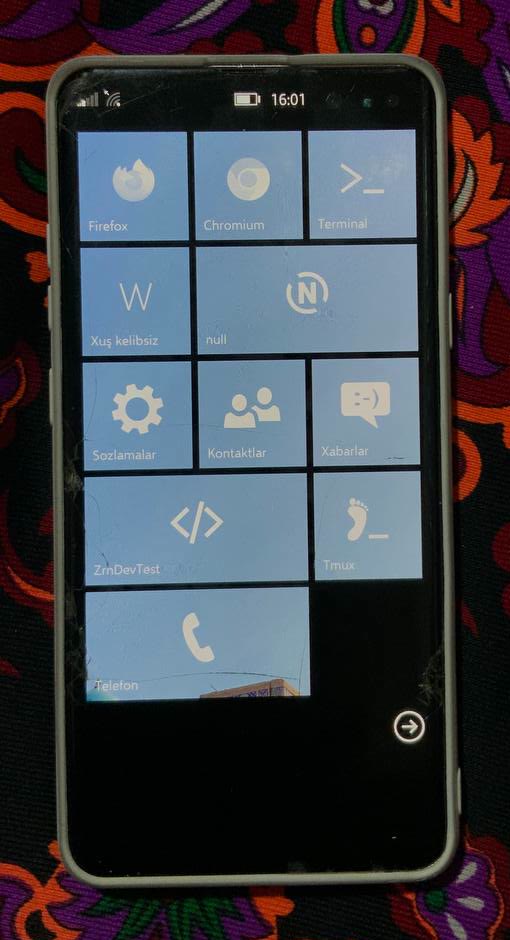 16:01
Firefox
Chromium
>_ Terminal
W
Xuş kelibsiz
N
null
Sozlamalar
Kontaktlar
:-)
Xabarlar
</>
ZrnDevTest
Tmux
Telefon